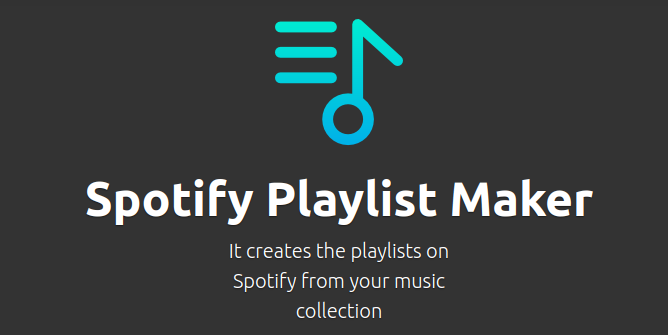 Spotify Playlist Maker
It creates the playlists on
Spotify from your music
collection